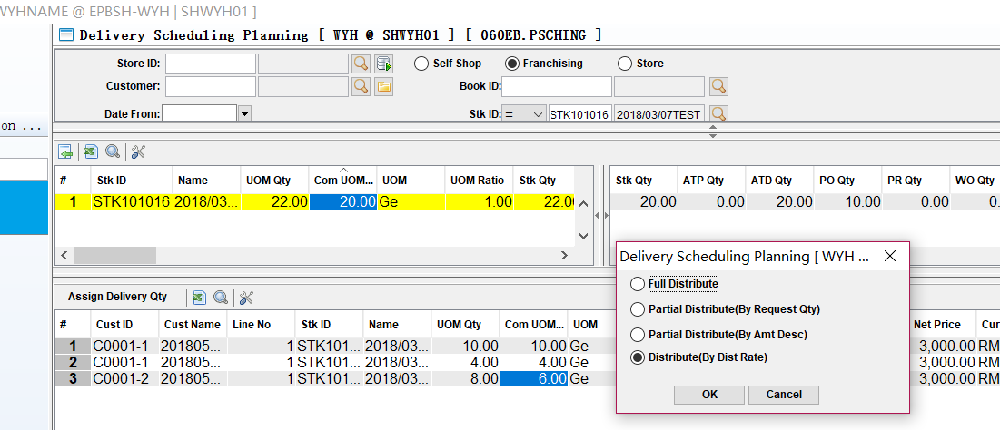 WYHNAME @ EPBSH-WYH | SHWYH01 ]
Delivery Scheduling Planning [ WYH @ SHWYH01 ] [ 060EB.PSCHING ]
Store ID: Self Shop Franchising Store
Customer: Book ID:
Date From: Stk ID: = STK101016 2018/03/07TEST
on ...
# Stk ID Name UOM Qty Com UOM... UOM UOM Ratio Stk Qty
1 STK101016 2018/03... 22.00 20.00 Ge 1.00 22.00
Stk Qty ATP Qty ATD Qty PO Qty PR Qty WO Qty
20.00 0.00 20.00 10.00 0.00 0.
Delivery Scheduling Planning [ WYH ...
Full Distribute
Partial Distribute(By Request Qty)
Partial Distribute(By Amt Desc)
Distribute(By Dist Rate)
OK Cancel
Assign Delivery Qty
# Cust ID Cust Name Line No Stk ID Name UOM Qty Com UOM... UOM Net Price Cur
1 C0001-1 201805... 1 STK101... 2018/03... 10.00 10.00 Ge 3,000.00 RM
2 C0001-1 201805... 1 STK101... 2018/03... 4.00 4.00 Ge 3,000.00 RM
3 C0001-2 201805... 1 STK101... 2018/03... 8.00 6.00 Ge 3,000.00 RM